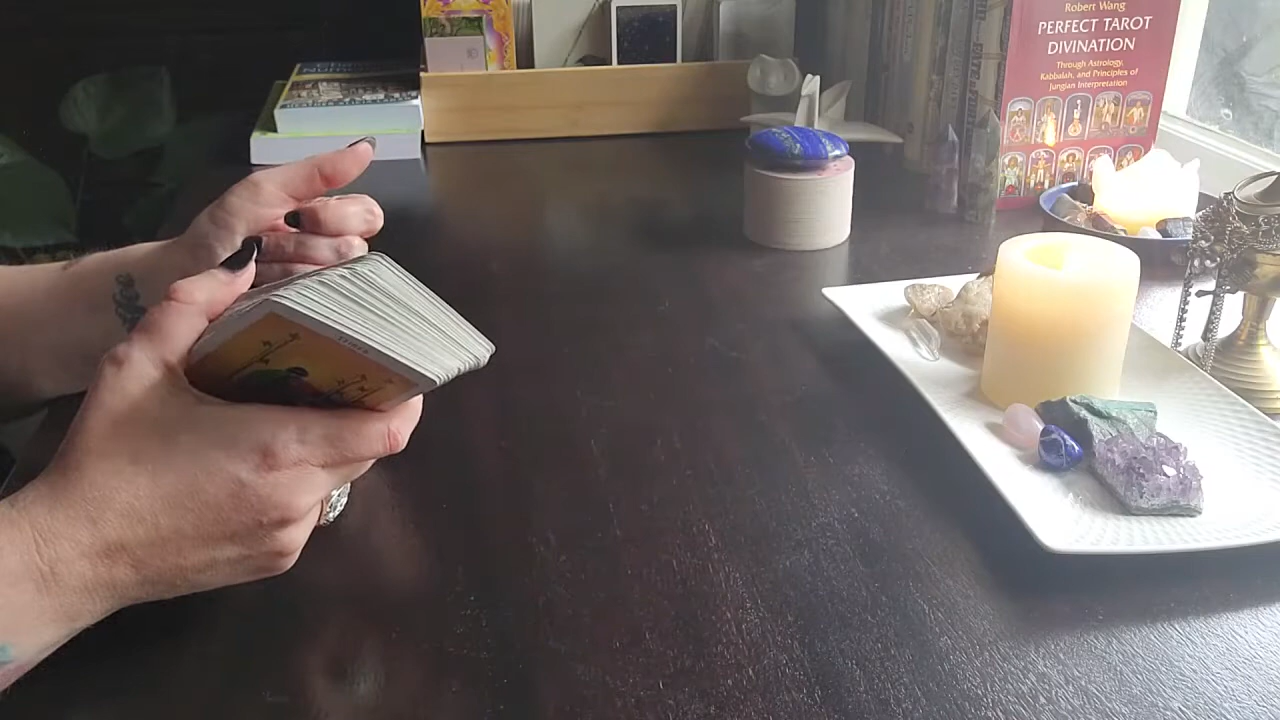 Robert Wang
PERFECT TAROT
DIVINATION
Through Astrology,
Kabbalah, and Principles of
Jungian Interpretation